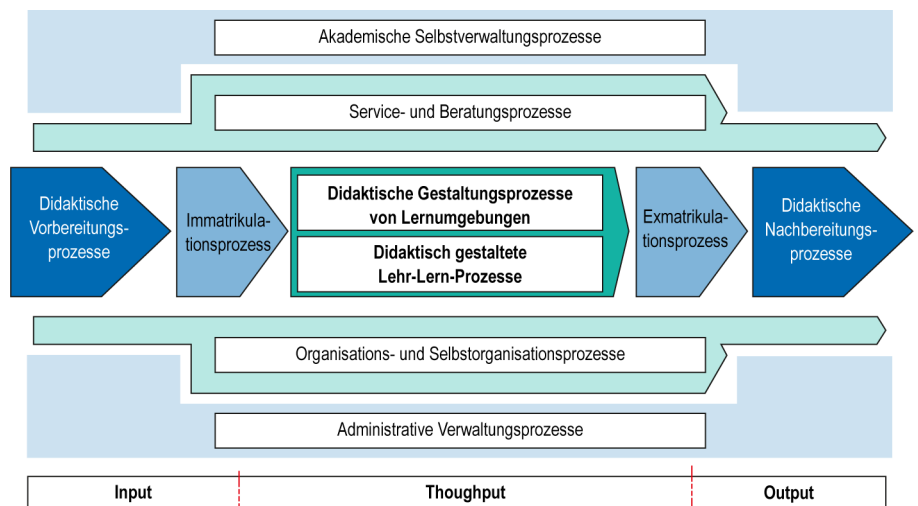 Akademische Selbstverwaltungsprozesse
Service- und Beratungsprozesse
Didaktische
Vorbereitungs-
prozesse
Immatrikula-
tionsprozess
Didaktische Gestaltungsprozesse
von Lernumgebungen
Didaktisch gestaltete
Lehr-Lern-Prozesse
Exmatrikula-
tionsprozess
Didaktische
Nachbereitungs-
prozesse
Organisations- und Selbstorganisationsprozesse
Administrative Verwaltungsprozesse
Input
Thoughput
Output